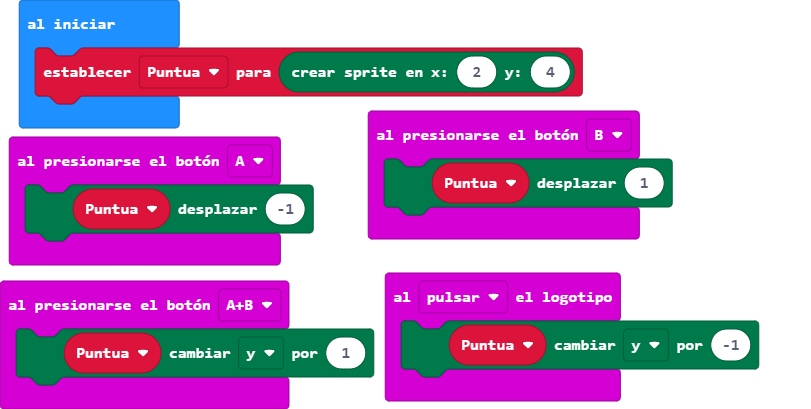 al iniciar
establecer Puntua para crear sprite en x: 2 y: 4
al presionarse el botón A
Puntua desplazar -1
al presionarse el botón B
Puntua desplazar 1
al presionarse el botón A+B
Puntua cambiar y por 1
al pulsar el logotipo
Puntua cambiar y por -1